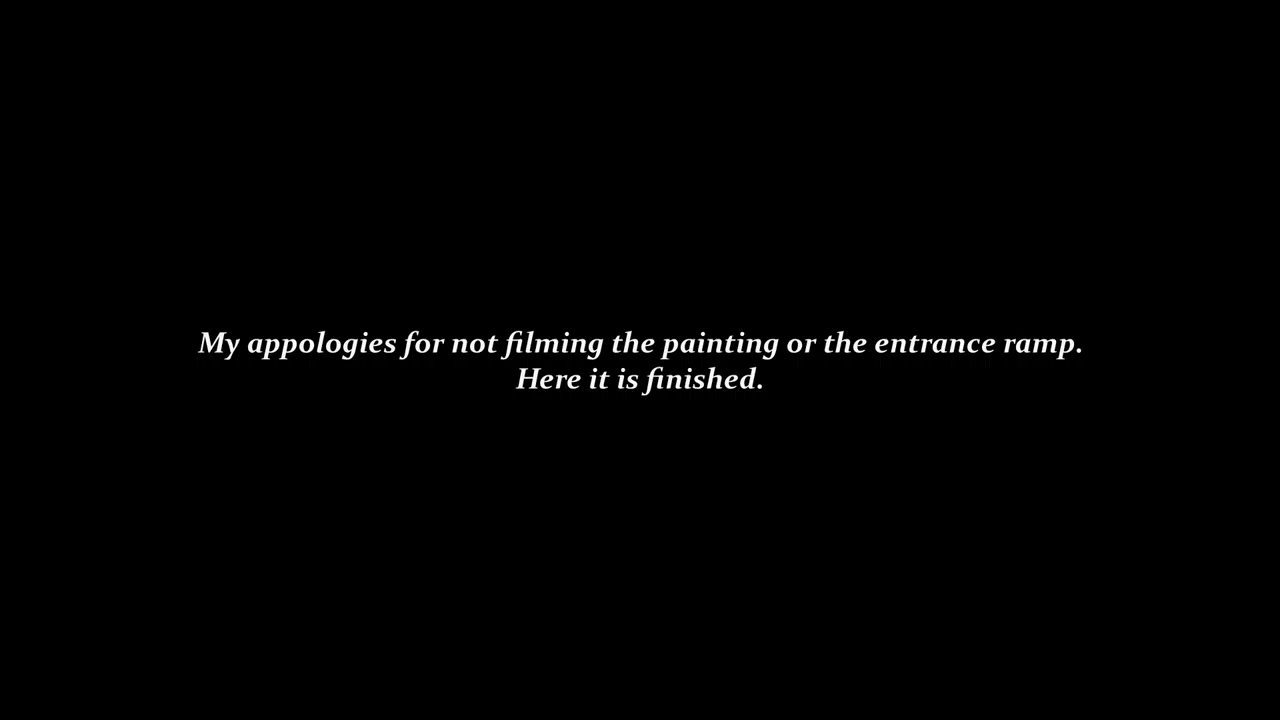 My appologies for not filming the painting or the entrance ramp.
Here it is finished.